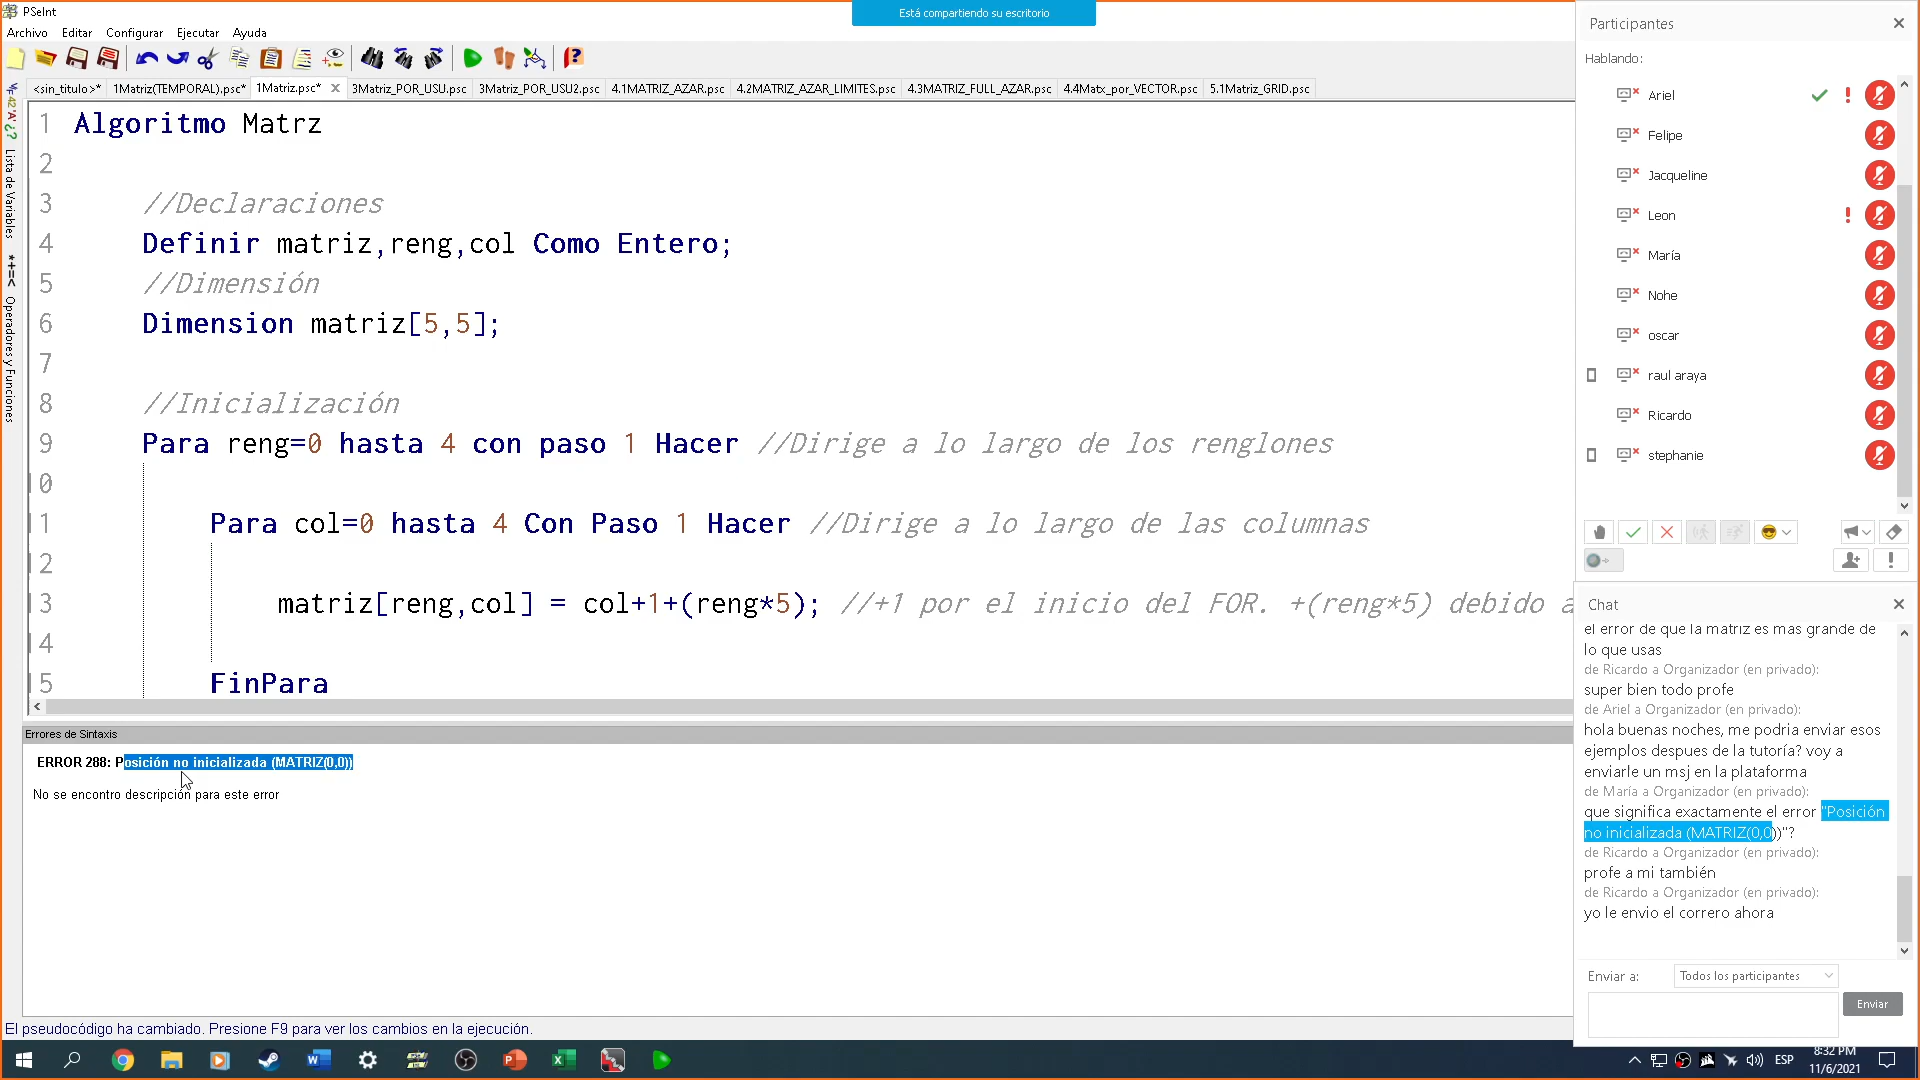 PSeInt
Está compartiendo su escritorio
Archivo Editar Configurar Ejecutar Ayuda
<sin_titulo>* 1Matriz(TEMPORAL).psc* 1Matriz.psc* 3Matriz_POR_USU.psc 3Matriz_POR_USU2.psc 4.1MATRIZ_AZAR.psc 4.2MATRIZ_AZAR_LIMITES.psc 4.3MATRIZ_FULL_AZAR.psc 4.4Matx_por_VECTOR.psc 5.1Matriz_GRID.psc
Lista de Variables
*+=< Operadores y Funciones
1 Algoritmo Matrz
2
3 //Declaraciones
4 Definir matriz,reng,col Como Entero;
5 //Dimensión
6 Dimension matriz[5,5];
7
8 //Inicialización
9 Para reng=0 hasta 4 con paso 1 Hacer //Dirige a lo largo de los renglones
10
11 Para col=0 hasta 4 Con Paso 1 Hacer //Dirige a lo largo de las columnas
12
13 matriz[reng,col] = col+1+(reng*5); //+1 por el inicio del FOR. +(reng*5) debido a
14
15 FinPara
Errores de Sintaxis
ERROR 288: Posición no inicializada (MATRIZ(0,0))
No se encontro descripción para este error
El pseudocódigo ha cambiado. Presione F9 para ver los cambios en la ejecución.
Participantes
Hablando:
Ariel
Felipe
Jacqueline
Leon
María
Nohe
oscar
raul araya
Ricardo
stephanie
Chat
el error de que la matriz es mas grande de
lo que usas
de Ricardo a Organizador (en privado):
super bien todo profe
de Ariel a Organizador (en privado):
hola buenas noches, me podria enviar esos
ejemplos despues de la tutoría? voy a
enviarle un msj en la plataforma
de María a Organizador (en privado):
que significa exactamente el error "Posición
no inicializada (MATRIZ(0,0))"?
de Ricardo a Organizador (en privado):
profe a mi también
de Ricardo a Organizador (en privado):
yo le envio el correro ahora
Enviar a: Todos los participantes
Enviar
ESP
8:32 PM
11/6/2021